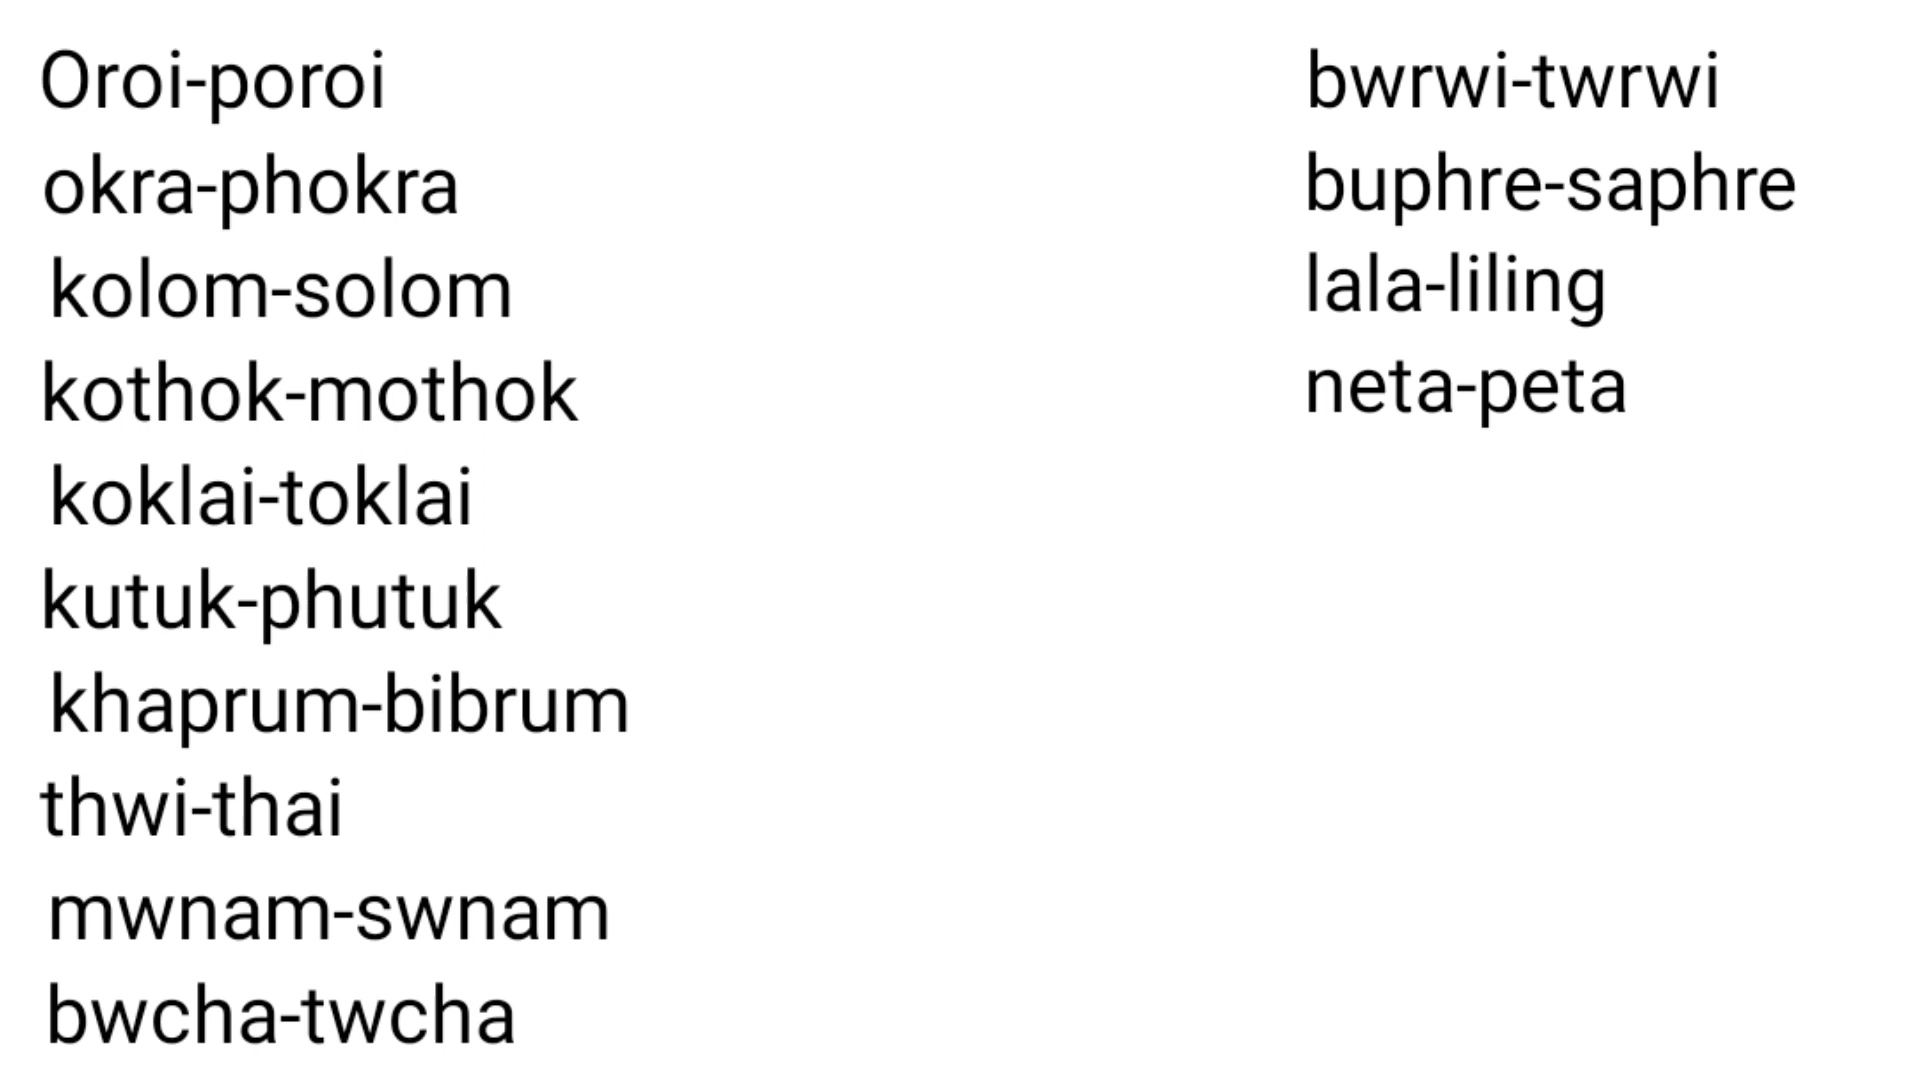 Oroi-poroi
okra-phokra
kolom-solom
kothok-mothok
koklai-toklai
kutuk-phutuk
khaprum-bibrum
thwi-thai
mwnam-swnam
bwcha-twcha
bwrwi-twrwi
buphre-saphre
lala-liling
neta-peta